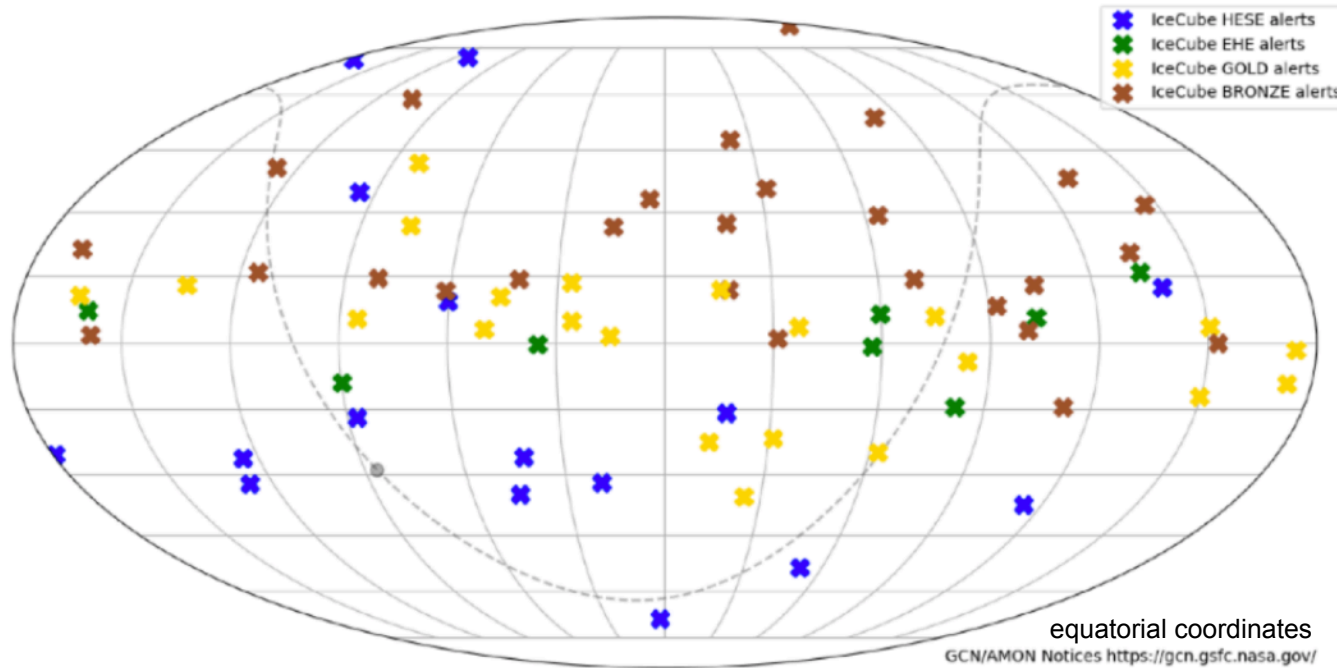 IceCube HESE alerts
IceCube EHE alerts
IceCube GOLD alerts
IceCube BRONZE alerts
equatorial coordinates
GCN/AMON Notices https://gcn.gsfc.nasa.gov/